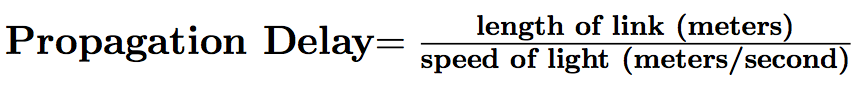 Propagation Delay= length of link (meters)
speed of light (meters/second)